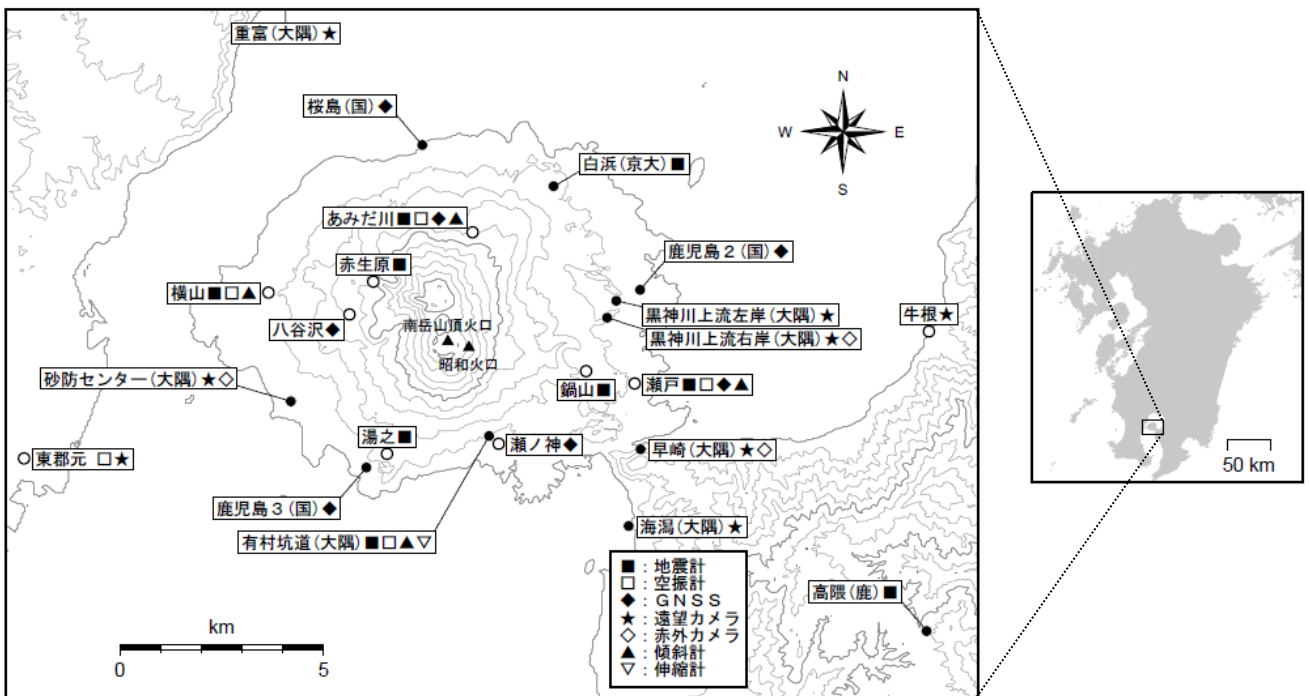 重富(大隅)★
桜島(国)◆
N
W
E
S
白浜(京大)■
あみだ川■□◆▲
赤生原■
鹿児島２(国)◆
横山■□▲
黒神川上流左岸(大隅)★
牛根★
八谷沢◆
南岳山頂火口
黒神川上流右岸(大隅)★◇
昭和火口
砂防センター(大隅)★◇
鍋山■
瀬戸■□◆▲
湯之■
瀬ノ神◆
早崎(大隅)★◇
東郡元 □★
50 km
鹿児島３(国)◆
有村坑道(大隅)■□▲▽
海潟(大隅)★
■：地震計
□：空振計
◆：ＧＮＳＳ
★：遠望カメラ
◇：赤外カメラ
▲：傾斜計
▽：伸縮計
高隈(鹿)■
km
0
5